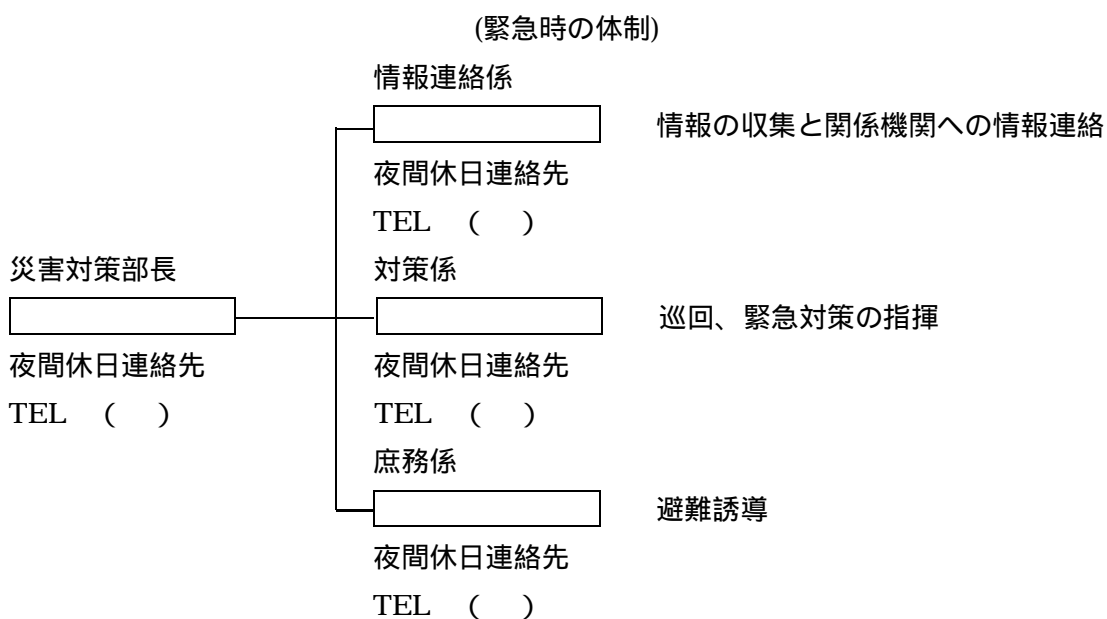 (緊急時の体制)
情報連絡係
情報の収集と関係機関への情報連絡
夜間休日連絡先
TEL ( )
災害対策部長
対策係
巡回、緊急対策の指揮
夜間休日連絡先
夜間休日連絡先
TEL ( )
TEL ( )
庶務係
避難誘導
夜間休日連絡先
TEL ( )